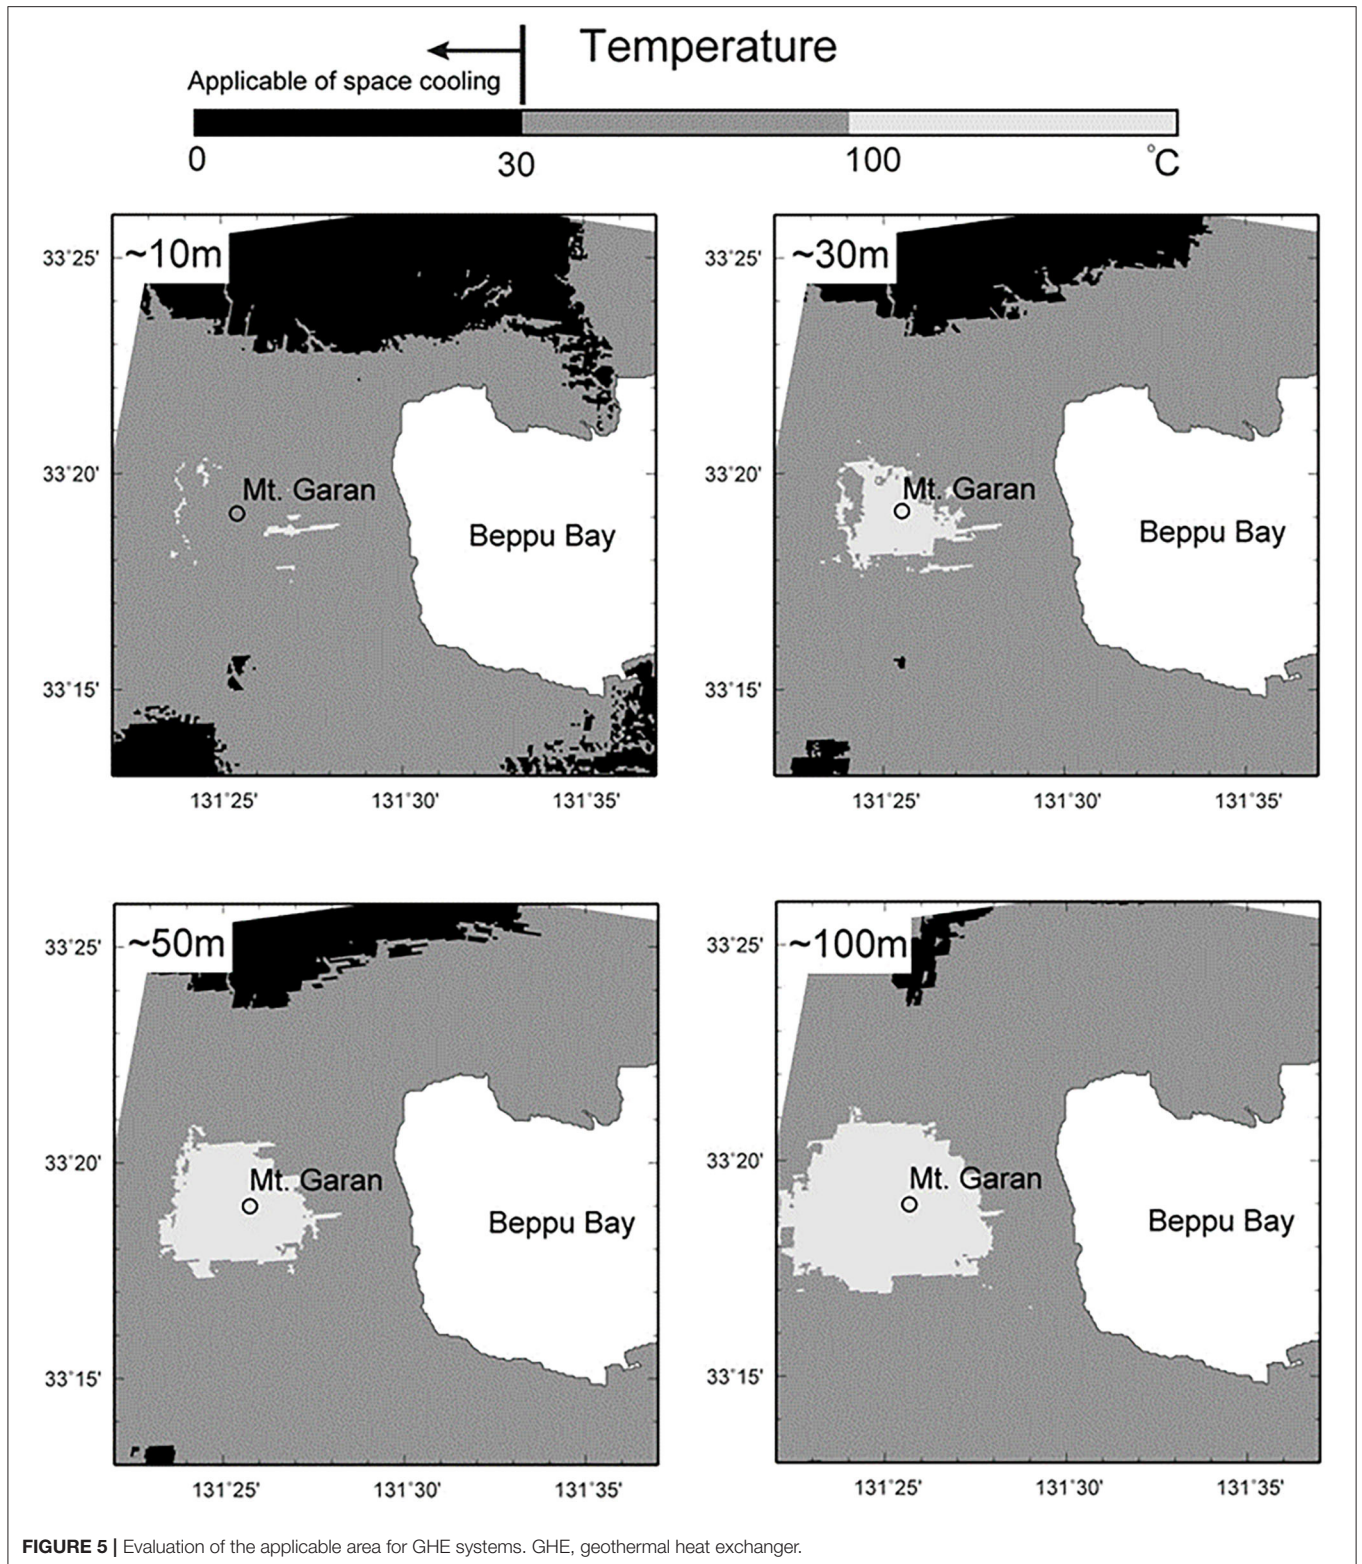 Temperature
Applicable of space cooling
0 30 100 °C
~10m
33°25'
33°20'
33°15'
Mt. Garan
Beppu Bay
131°25' 131°30' 131°35'
~30m
33°25'
33°20'
33°15'
Mt. Garan
Beppu Bay
131°25' 131°30' 131°35'
~50m
33°25'
33°20'
33°15'
Mt. Garan
Beppu Bay
131°25' 131°30' 131°35'
~100m
33°25'
33°20'
33°15'
Mt. Garan
Beppu Bay
131°25' 131°30' 131°35'
FIGURE 5 | Evaluation of the applicable area for GHE systems. GHE, geothermal heat exchanger.